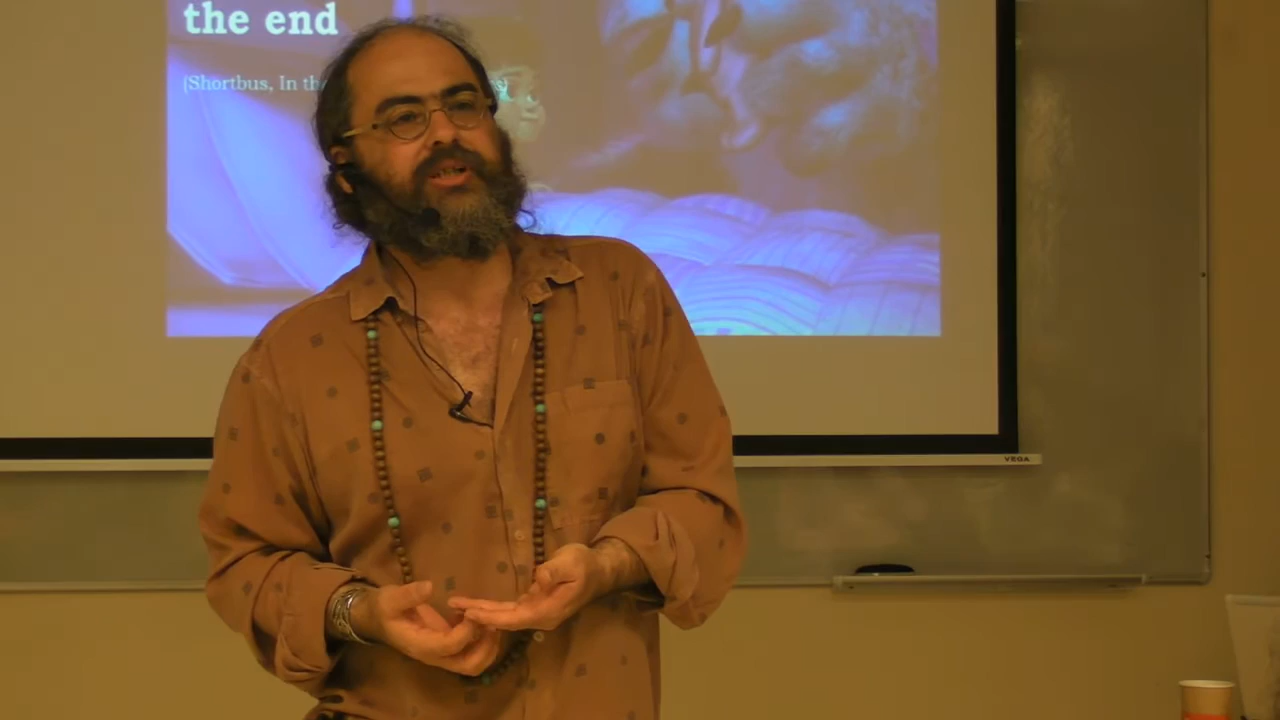 the end
(Shortbus, In the
VEGA